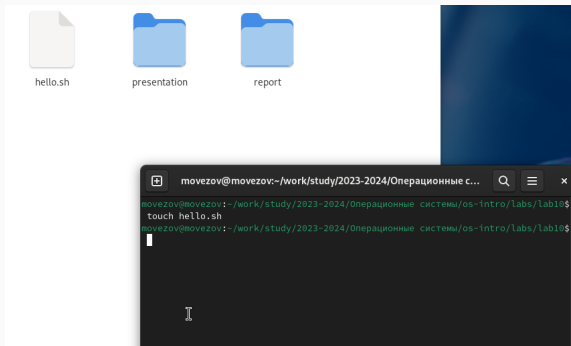 hello.sh presentation report
movezov@movezov:~/work/study/2023-2024/Операционные с...
movezov@movezov:~/work/study/2023-2024/Операционные системы/os-intro/labs/lab10$
touch hello.sh
movezov@movezov:~/work/study/2023-2024/Операционные системы/os-intro/labs/lab10$